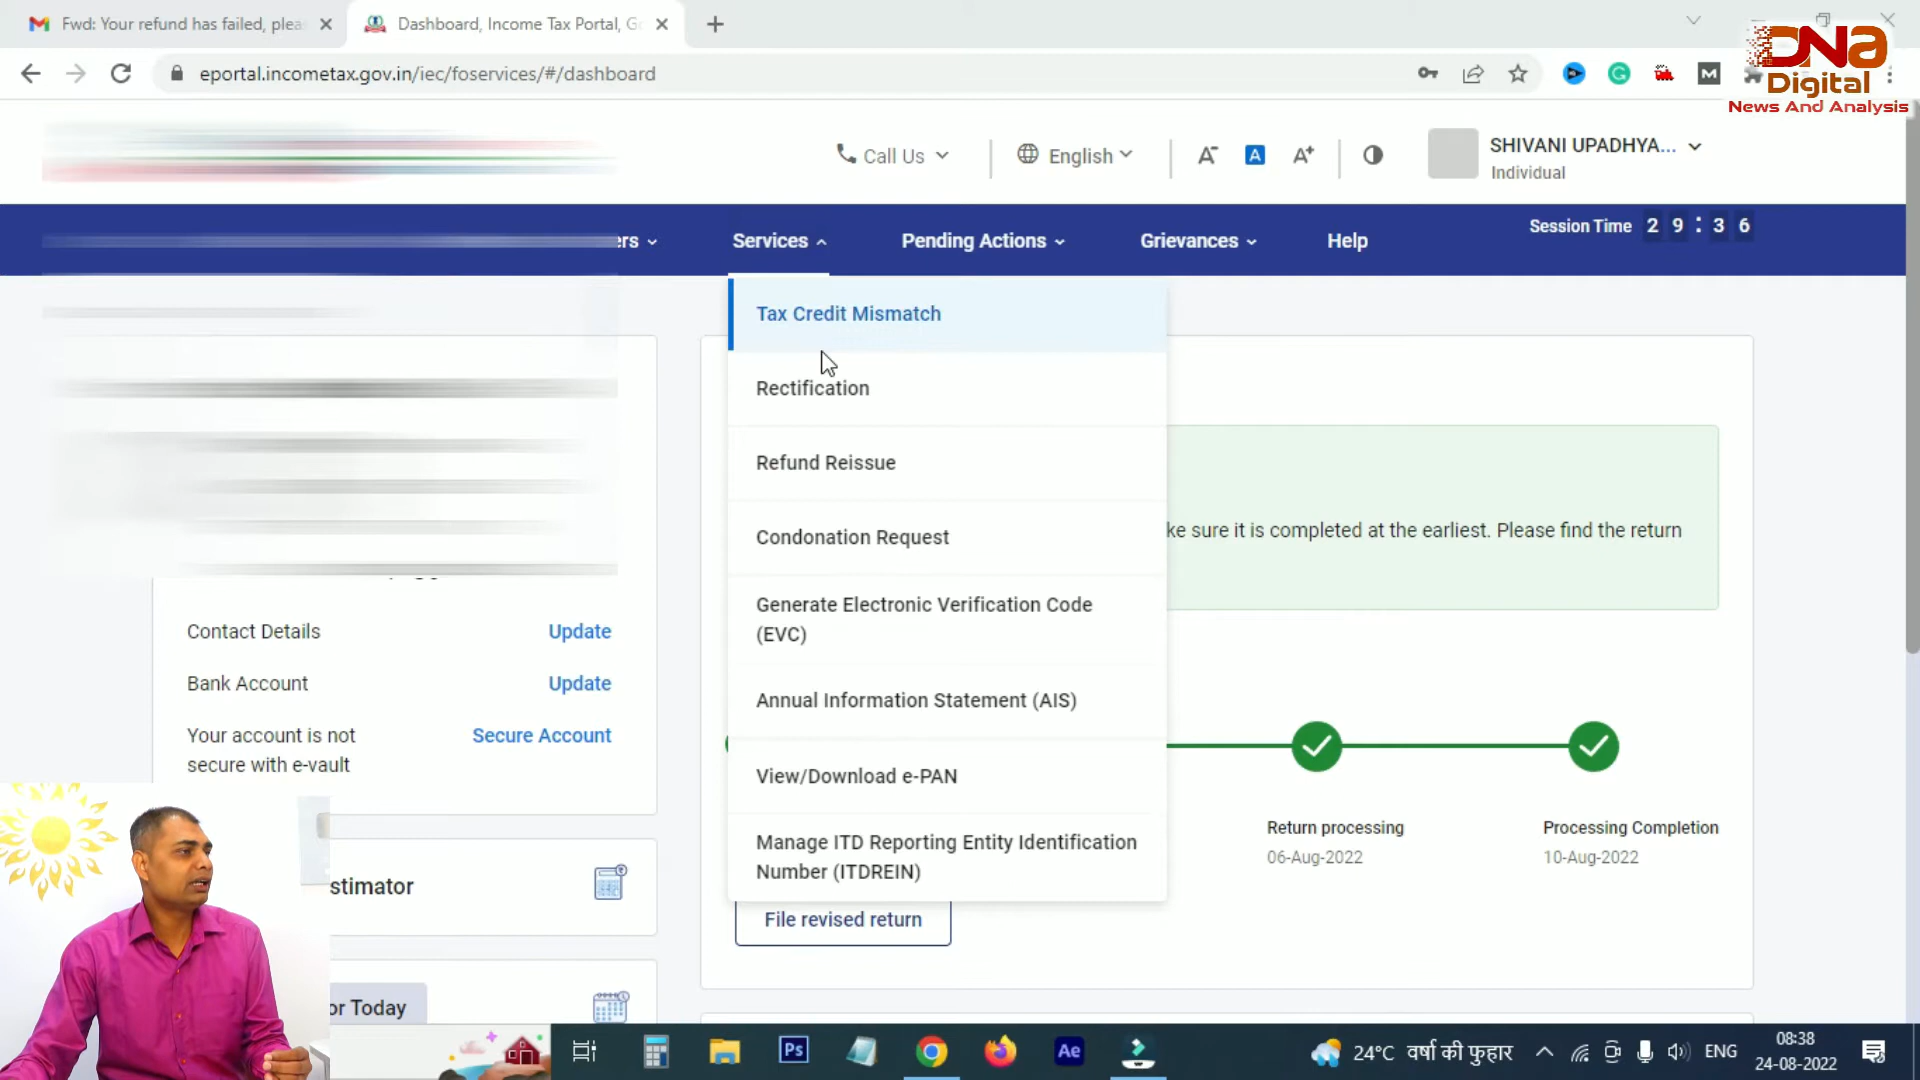 Fwd: Your refund has failed, plea
Dashboard, Income Tax Portal, G
eportal.incometax.gov.in/iec/foservices/#/dashboard
DNA
Digital
News And Analysis
Call Us
English
A-
A
A+
SHIVANI UPADHYA...
Individual
ers
Services
Pending Actions
Grievances
Help
Session Time 29:36
Tax Credit Mismatch
Rectification
Refund Reissue
Condonation Request
ke sure it is completed at the earliest. Please find the return
Generate Electronic Verification Code
(EVC)
Annual Information Statement (AIS)
View/Download e-PAN
Manage ITD Reporting Entity Identification
Number (ITDREIN)
File revised return
Contact Details
Update
Bank Account
Update
Your account is not
secure with e-vault
Secure Account
Return processing
06-Aug-2022
Processing Completion
10-Aug-2022
stimator
or Today
Ps
Ae
24°C वर्षा की फुहार
ENG
08:38
24-08-2022